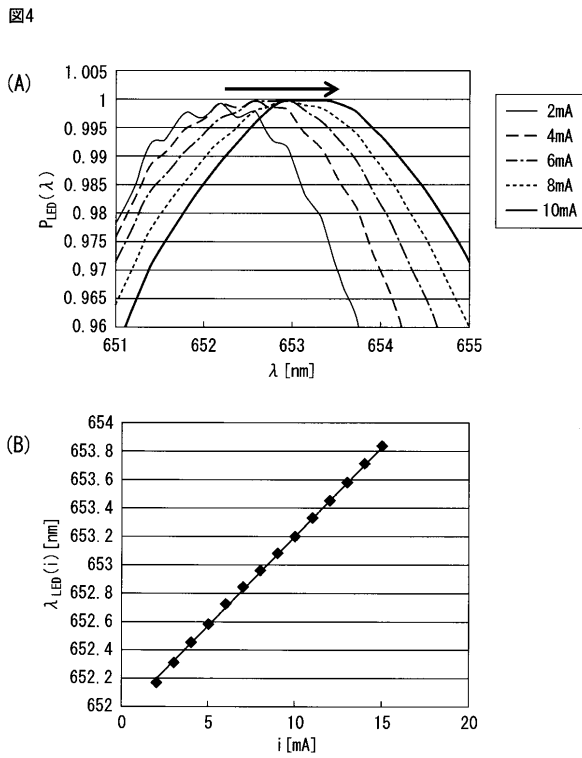 図4
(A)
1.005
1
0.995
0.99
0.985
0.98
0.975
0.97
0.965
0.96
P_LED(λ)
651 652 653 654 655
λ [nm]
2mA
4mA
6mA
8mA
10mA
(B)
654
653.8
653.6
653.4
653.2
653
652.8
652.6
652.4
652.2
652
λ_LED(i) [nm]
0 5 10 15 20
i [mA]